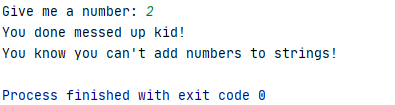 Give me a number: 2
You done messed up kid!
You know you can't add numbers to strings!
Process finished with exit code 0